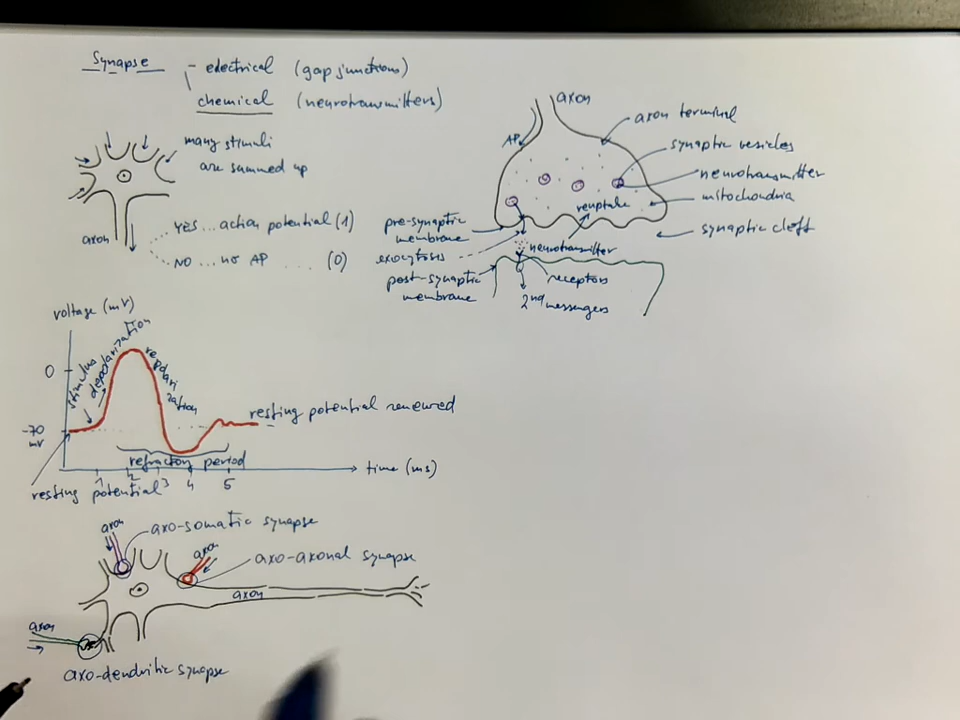 Synapse - electrical (gap junctions)
chemical (neurotransmitters)
many stimuli
are summed up
axon
YES ... action potential (1)
NO ... no AP .... (0)
axon
AP
axon terminal
synaptic vesicles
neurotransmitter
mitochondria
reuptake
synaptic cleft
pre-synaptic
membrane
exocytosis
neurotransmitter
post-synaptic
membrane
receptors
2nd messengers
voltage (mV)
0
-70
mV
stimulus
depolarization
repolari
zation
resting potential renewed
refractory period
1 2 3 4 5
time (ms)
resting potential
axon
axo-somatic synapse
axon
axo-axonal synapse
axon
axon
axo-dendritic synapse